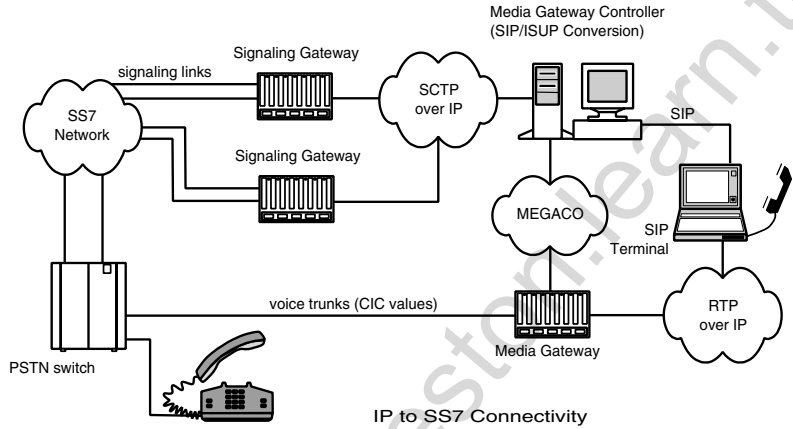 Media Gateway Controller
(SIP/ISUP Conversion)
Signaling Gateway
signaling links
SCTP
over IP
SS7
Network
SIP
Signaling Gateway
MEGACO
SIP
Terminal
voice trunks (CIC values)
RTP
over IP
Media Gateway
PSTN switch
IP to SS7 Connectivity